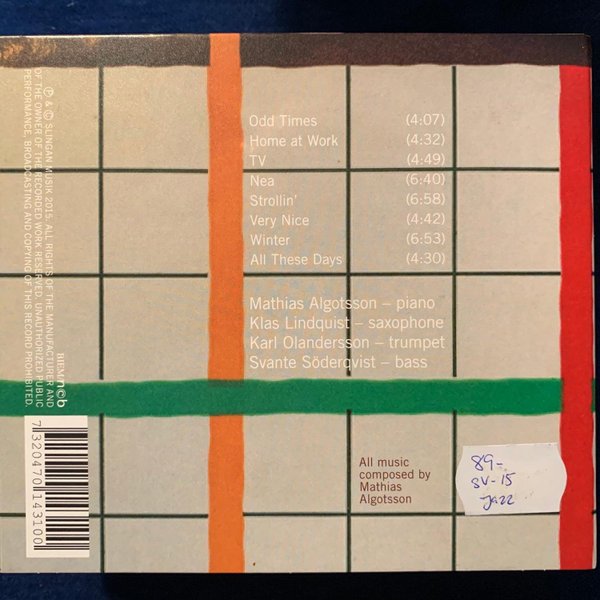 Odd Times (4:07)
Home at Work (4:32)
TV (4:49)
Nea (6:40)
Strollin' (6:58)
Very Nice (4:42)
Winter (6:53)
All These Days (4:30)
Mathias Algotsson – piano
Klas Lindquist – saxophone
Karl Olandersson – trumpet
Svante Söderqvist – bass
All music
composed by
Mathias
Algotsson
89-
SV-15
Jazz
℗ & © SLINGAN MUSIK 2015. ALL RIGHTS OF THE MANUFACTURER AND
OF THE OWNER OF THE RECORDED WORK RESERVED. UNAUTHORIZED PUBLIC
PERFORMANCE, BROADCASTING AND COPYING OF THIS RECORD PROHIBITED.
BIEM/n©b
7 320470 143100